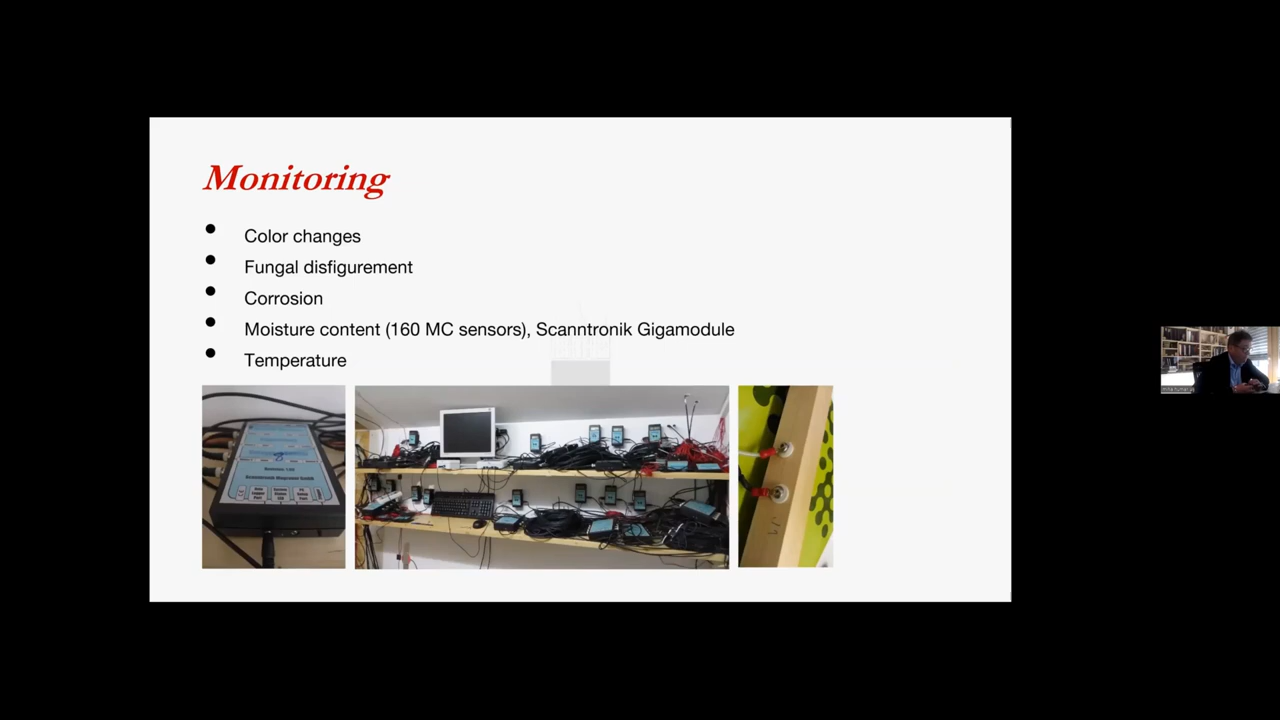 Monitoring
• Color changes
• Fungal disfigurement
• Corrosion
• Moisture content (160 MC sensors), Scanntronik Gigamodule
• Temperature